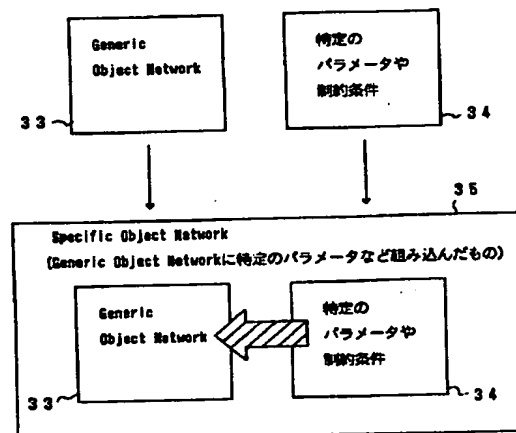 Generic
Object Network
33
特定の
パラメータや
制約条件
34
35
Specific Object Network
(Generic Object Networkに特定のパラメータなど組み込んだもの)
Generic
Object Network
33
特定の
パラメータや
制約条件
34